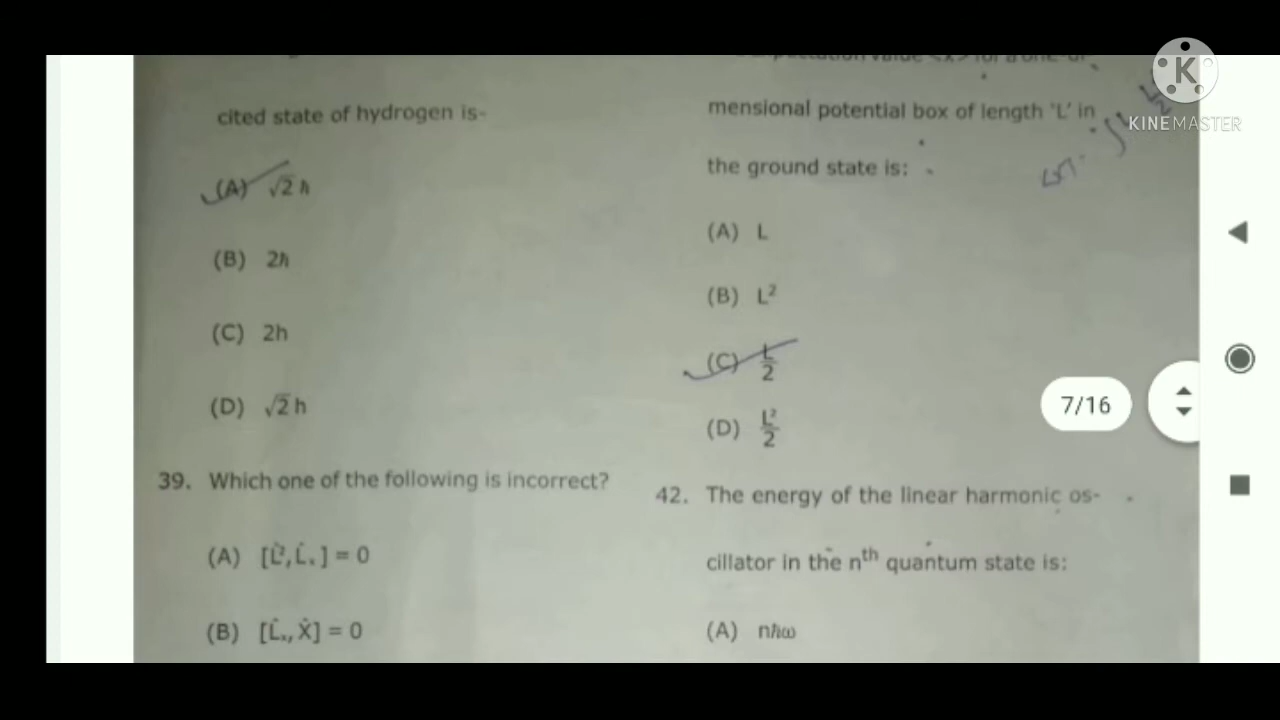 cited state of hydrogen is-
(A) √2 ħ
(B) 2ħ
(C) 2h
(D) √2 h
39. Which one of the following is incorrect?
(A) [L̂²,L̂ₓ] = 0
(B) [L̂ₓ, X̂] = 0
mensional potential box of length 'L' in
the ground state is:
(A) L
(B) L²
(C) L/2
(D) L²/2
42. The energy of the linear harmonic os-
cillator in the nᵗʰ quantum state is:
(A) nħω
7/16
K
KINEMASTER